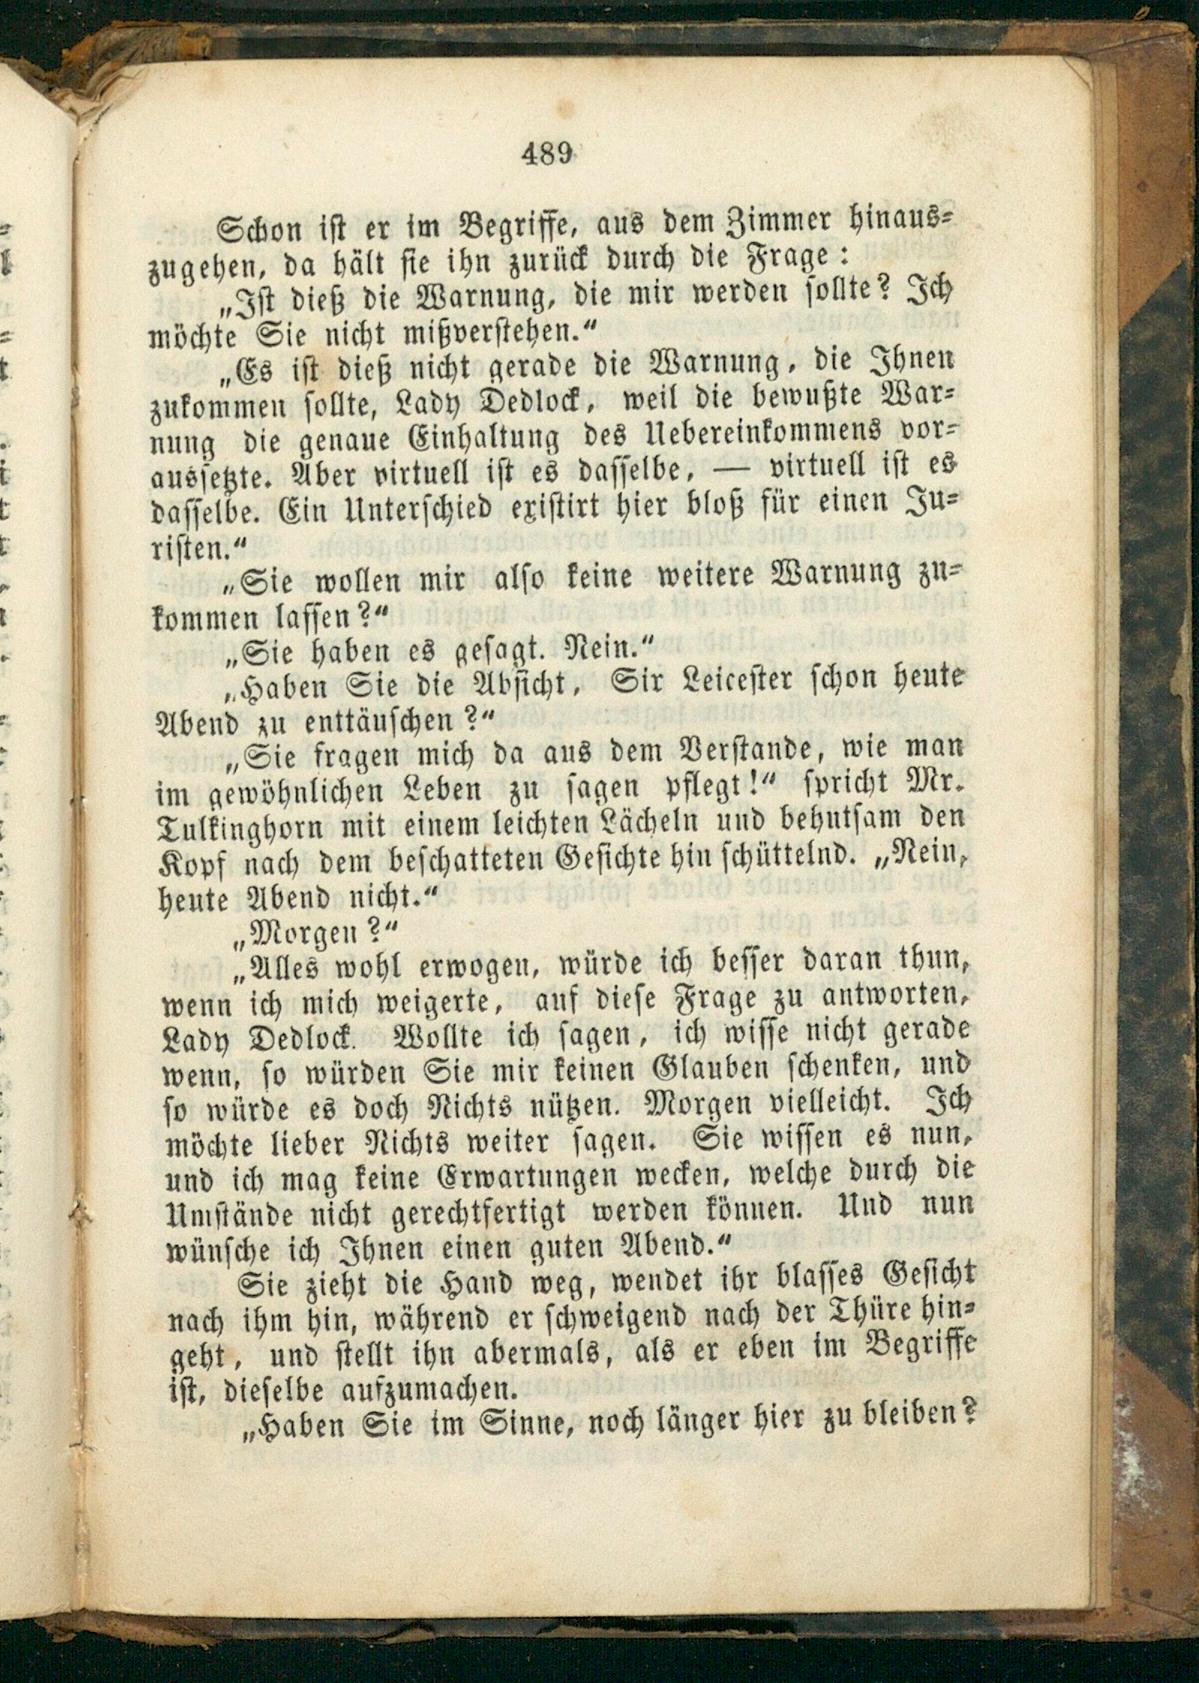 489
Schon ist er im Begriffe, aus dem Zimmer hinaus-
zugehen, da hält sie ihn zurück durch die Frage:
„Ist dieß die Warnung, die mir werden sollte? Ich
möchte Sie nicht mißverstehen.“
„Es ist dieß nicht gerade die Warnung, die Ihnen
zukommen sollte, Lady Dedlock, weil die bewußte War-
nung die genaue Einhaltung des Uebereinkommens vor-
aussetzte. Aber virtuell ist es dasselbe, — virtuell ist es
dasselbe. Ein Unterschied existirt hier bloß für einen Ju-
risten.“
„Sie wollen mir also keine weitere Warnung zu-
kommen lassen?“
„Sie haben es gesagt. Nein.“
„Haben Sie die Absicht, Sir Leicester schon heute
Abend zu enttäuschen?“
„Sie fragen mich da aus dem Verstande, wie man
im gewöhnlichen Leben zu sagen pflegt!“ spricht Mr.
Tulkinghorn mit einem leichten Lächeln und behutsam den
Kopf nach dem beschatteten Gesichte hin schüttelnd. „Nein,
heute Abend nicht.“
„Morgen?“
„Alles wohl erwogen, würde ich besser daran thun,
wenn ich mich weigerte, auf diese Frage zu antworten,
Lady Dedlock. Wollte ich sagen, ich wisse nicht gerade
wenn, so würden Sie mir keinen Glauben schenken, und
so würde es doch Nichts nützen. Morgen vielleicht. Ich
möchte lieber Nichts weiter sagen. Sie wissen es nun,
und ich mag keine Erwartungen wecken, welche durch die
Umstände nicht gerechtfertigt werden können. Und nun
wünsche ich Ihnen einen guten Abend.“
Sie zieht die Hand weg, wendet ihr blasses Gesicht
nach ihm hin, während er schweigend nach der Thüre hin-
geht, und stellt ihn abermals, als er eben im Begriffe
ist, dieselbe aufzumachen.
„Haben Sie im Sinne, noch länger hier zu bleiben?